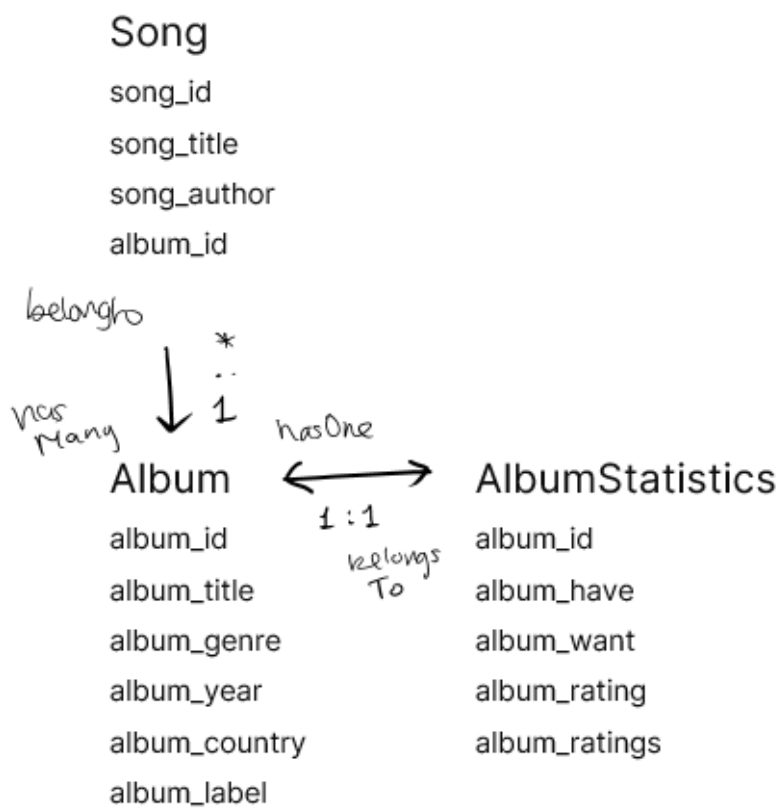 Song
song_id
song_title
song_author
album_id
belongto
*
..
1
has
Many
hasOne
Album
AlbumStatistics
1:1
belongs
To
album_id
album_title
album_genre
album_year
album_country
album_label
album_id
album_have
album_want
album_rating
album_ratings